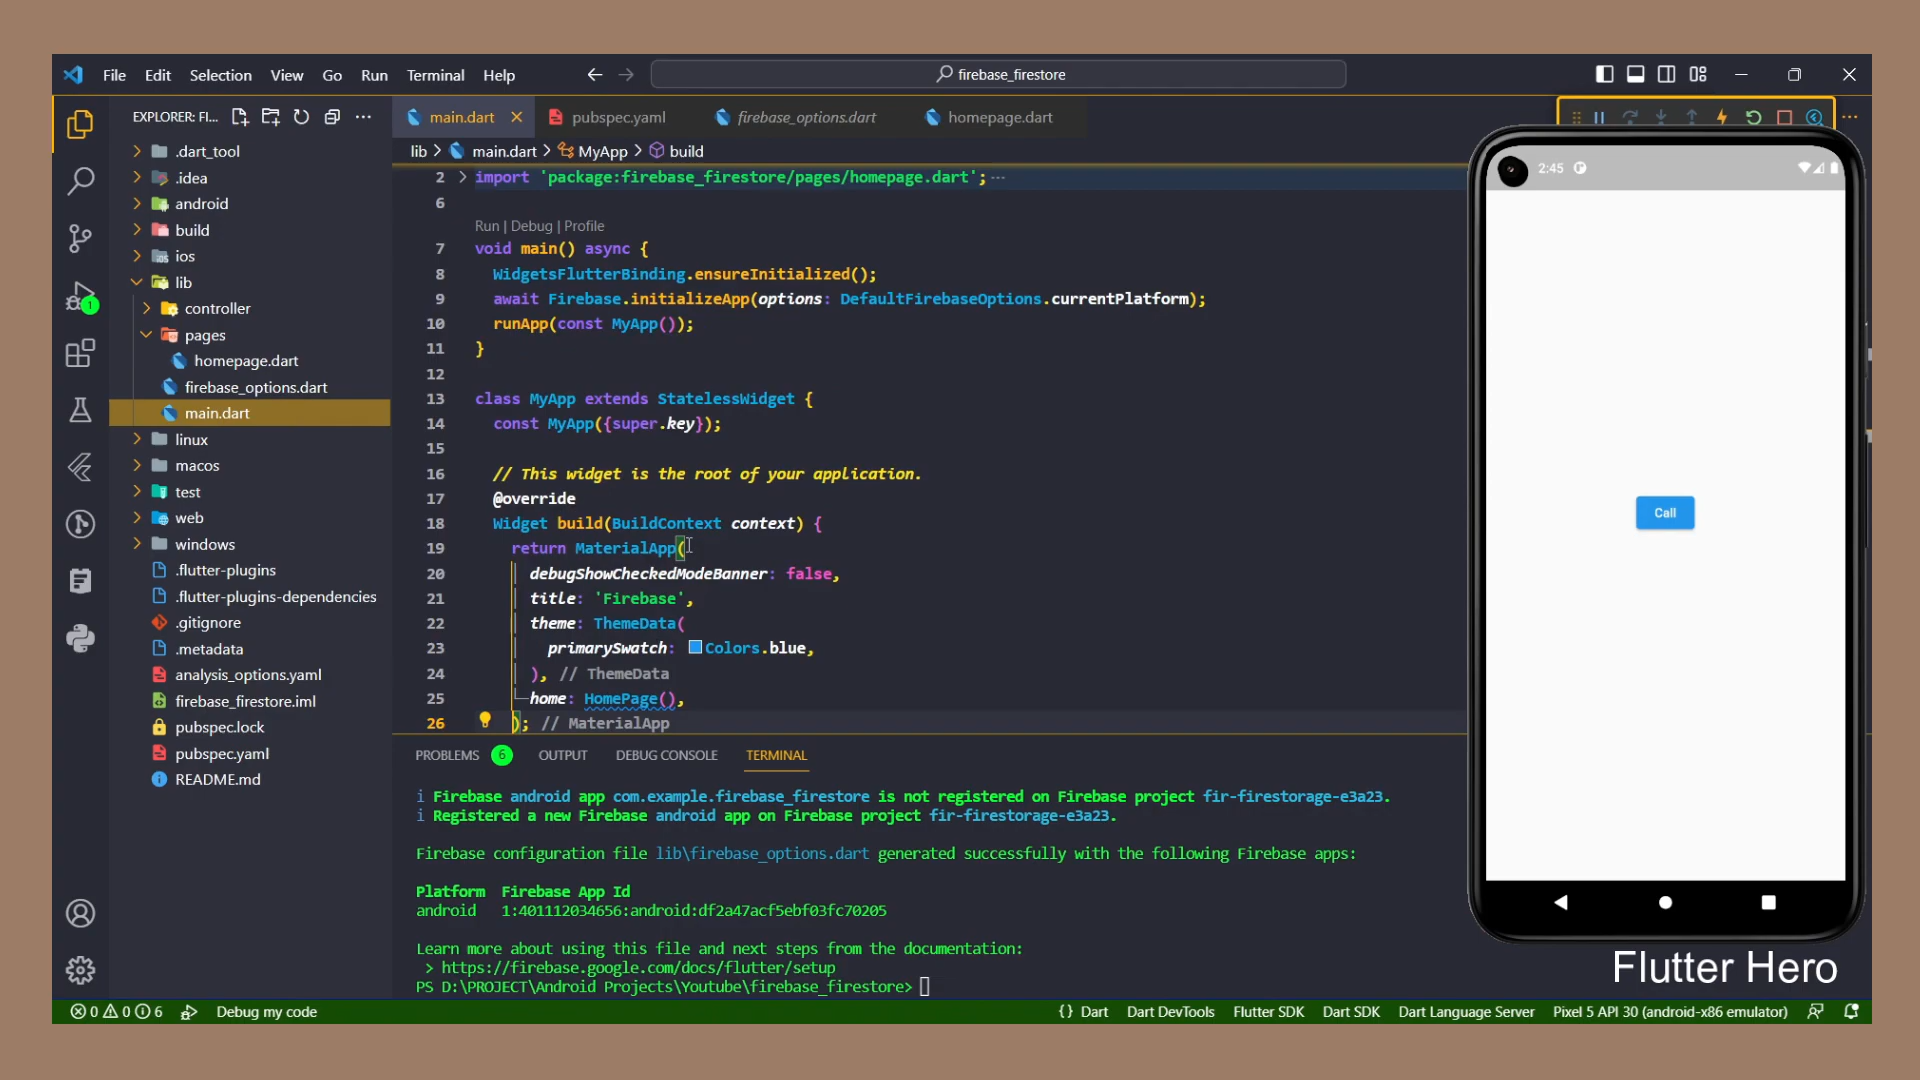 File Edit Selection View Go Run Terminal Help
firebase_firestore
EXPLORER: FI...
main.dart
pubspec.yaml
firebase_options.dart
homepage.dart
lib > main.dart > MyApp > build
.dart_tool
.idea
android
build
ios
lib
controller
pages
homepage.dart
firebase_options.dart
main.dart
linux
macos
test
web
windows
.flutter-plugins
.flutter-plugins-dependencies
.gitignore
.metadata
analysis_options.yaml
firebase_firestore.iml
pubspec.lock
pubspec.yaml
README.md
1
2 > import 'package:firebase_firestore/pages/homepage.dart'; ...
6
Run | Debug | Profile
7 void main() async {
8 WidgetsFlutterBinding.ensureInitialized();
9 await Firebase.initializeApp(options: DefaultFirebaseOptions.currentPlatform);
10 runApp(const MyApp());
11 }
12
13 class MyApp extends StatelessWidget {
14 const MyApp({super.key});
15
16 // This widget is the root of your application.
17 @override
18 Widget build(BuildContext context) {
19 return MaterialApp(
20 debugShowCheckedModeBanner: false,
21 title: 'Firebase',
22 theme: ThemeData(
23 primarySwatch: Colors.blue,
24 ), // ThemeData
25 home: HomePage(),
26 ); // MaterialApp
PROBLEMS 6 OUTPUT DEBUG CONSOLE TERMINAL
i Firebase android app com.example.firebase_firestore is not registered on Firebase project fir-firestorage-e3a23.
i Registered a new Firebase android app on Firebase project fir-firestorage-e3a23.
Firebase configuration file lib\firebase_options.dart generated successfully with the following Firebase apps:
Platform Firebase App Id
android 1:401112034656:android:df2a47acf5ebf03fc70205
Learn more about using this file and next steps from the documentation:
> https://firebase.google.com/docs/flutter/setup
PS D:\PROJECT\Android Projects\Youtube\firebase_firestore>
2:45
Call
Flutter Hero
0 0 6 Debug my code
{} Dart Dart DevTools Flutter SDK Dart SDK Dart Language Server Pixel 5 API 30 (android-x86 emulator)